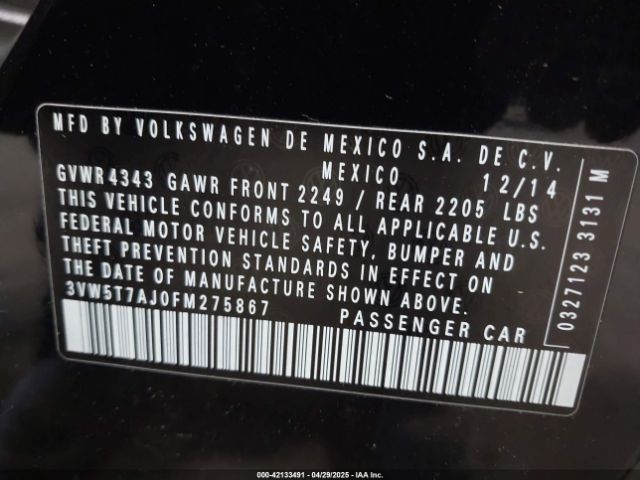 MFD BY VOLKSWAGEN DE MEXICO S.A. DE C.V.
MEXICO 12/14
GVWR4343 GAWR FRONT 2249 / REAR 2205 LBS
THIS VEHICLE CONFORMS TO ALL APPLICABLE U.S.
FEDERAL MOTOR VEHICLE SAFETY, BUMPER AND
THEFT PREVENTION STANDARDS IN EFFECT ON
THE DATE OF MANUFACTURE SHOWN ABOVE.
3VW5T7AJ0FM275867 PASSENGER CAR
0327123 3131 M
000-42133491 - 04/29/2025 - IAA Inc.